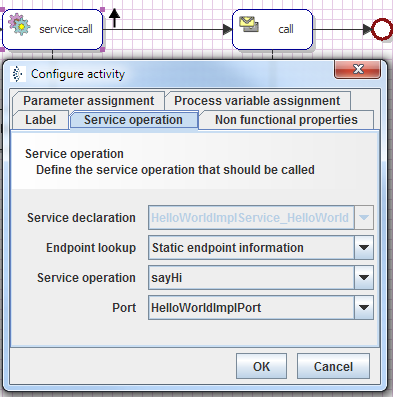 service-call
call
Configure activity
Parameter assignment
Process variable assignment
Label
Service operation
Non functional properties
Service operation
Define the service operation that should be called
Service declaration
HelloWorldImplService_HelloWorld
Endpoint lookup
Static endpoint information
Service operation
sayHi
Port
HelloWorldImplPort
OK
Cancel